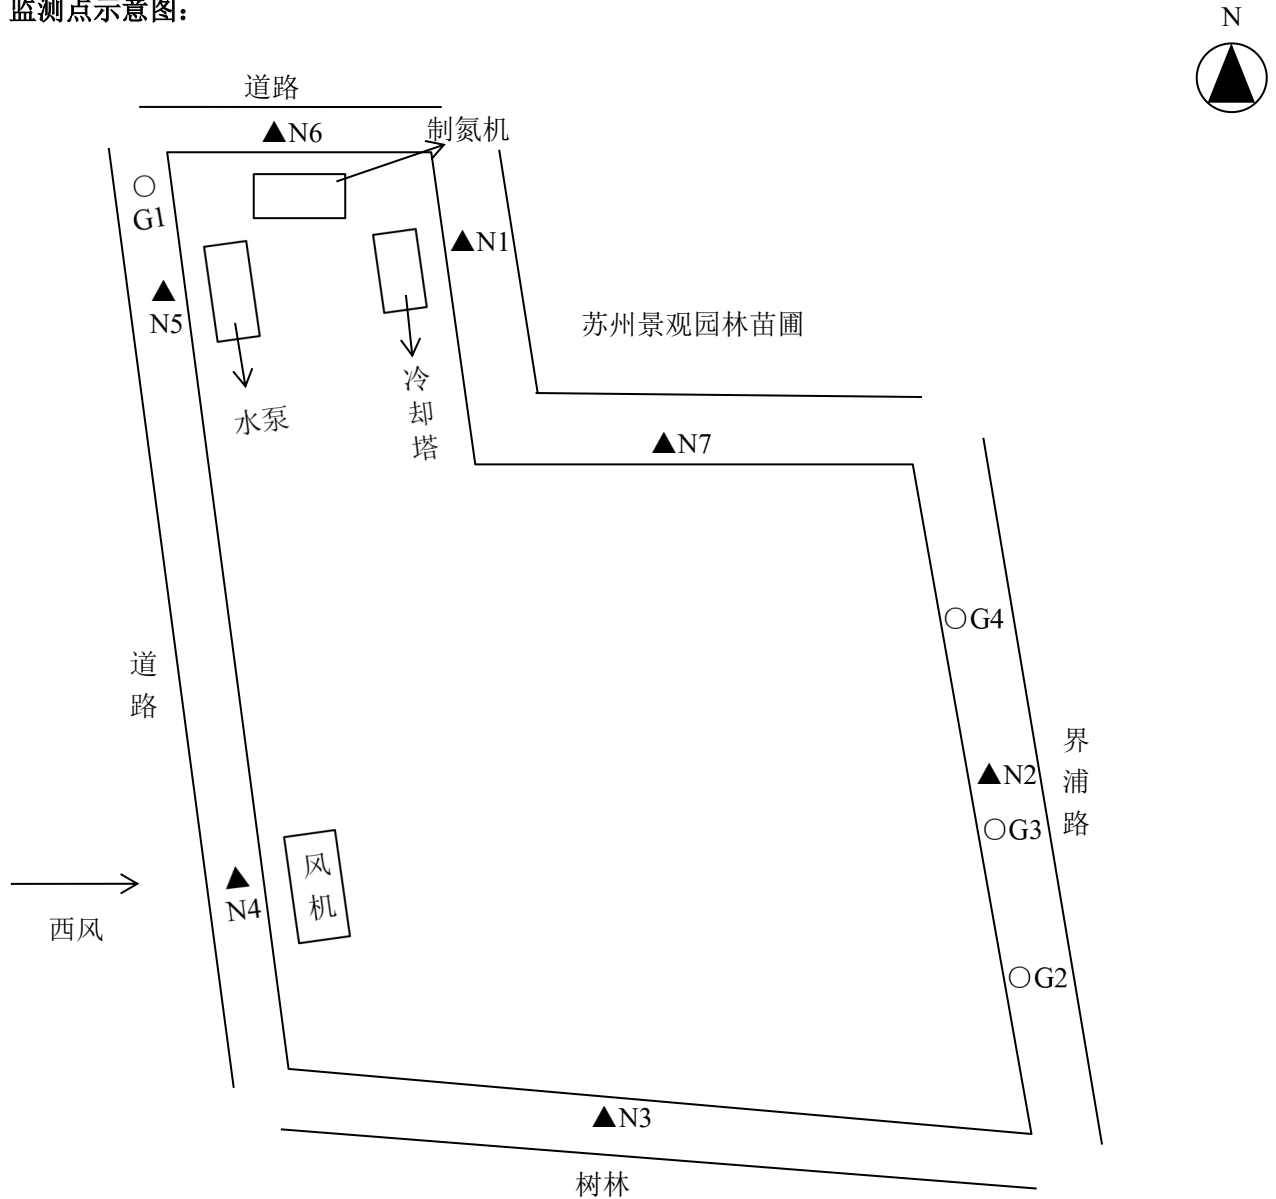 监测点示意图：
N
道路
▲N6
制氮机
○
G1
▲N1
▲
N5
苏州景观园林苗圃
冷却塔
水泵
▲N7
○G4
道路
界浦路
▲N2
○G3
风机
▲
N4
西风
○G2
▲N3
树林